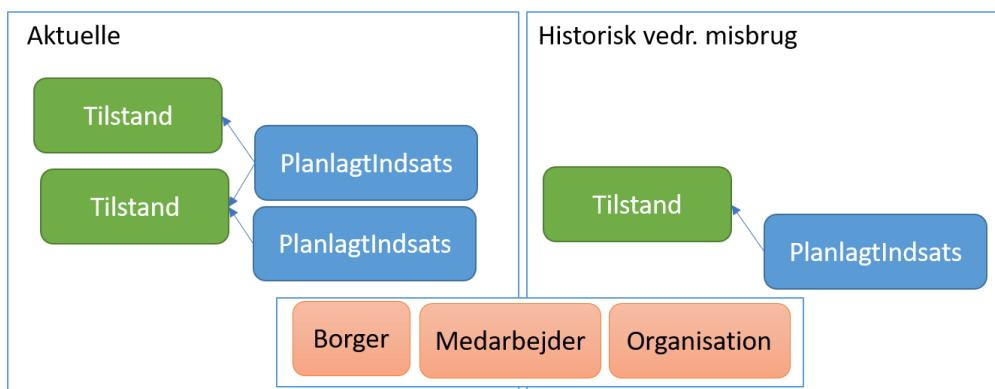 Aktuelle
Tilstand
PlanlagtIndsats
Tilstand
PlanlagtIndsats
Historisk vedr. misbrug
Tilstand
PlanlagtIndsats
Borger
Medarbejder
Organisation